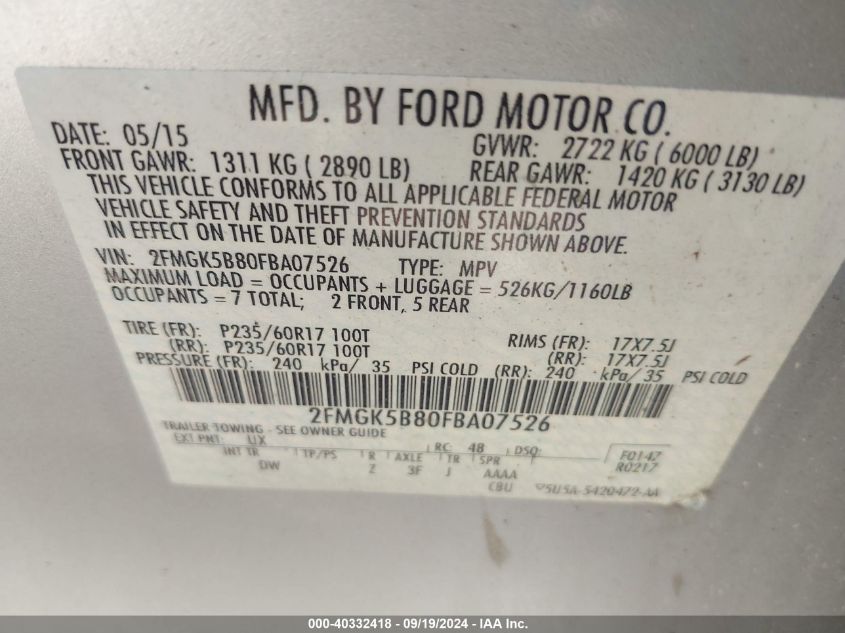 MFD. BY FORD MOTOR CO.
DATE: 05/15 GVWR: 2722 KG ( 6000 LB)
FRONT GAWR: 1311 KG ( 2890 LB) REAR GAWR: 1420 KG ( 3130 LB)
THIS VEHICLE CONFORMS TO ALL APPLICABLE FEDERAL MOTOR
VEHICLE SAFETY AND THEFT PREVENTION STANDARDS
IN EFFECT ON THE DATE OF MANUFACTURE SHOWN ABOVE.
VIN: 2FMGK5B80FBA07526 TYPE: MPV
MAXIMUM LOAD = OCCUPANTS + LUGGAGE = 526KG/1160LB
OCCUPANTS = 7 TOTAL; 2 FRONT, 5 REAR
TIRE (FR): P235/60R17 100T RIMS (FR): 17X7.5J
(RR): P235/60R17 100T (RR): 17X7.5J
PRESSURE (FR): 240 kPa/ 35 PSI COLD (RR): 240 kPa/ 35 PSI COLD
2FMGK5B80FBA07526
TRAILER TOWING - SEE OWNER GUIDE
EXT PNT: UX RC: 48 DSO: F0147
INT TR TP/PS R AXLE TR SPR R0217
DW Z 3F J AAAA
CBU 5U5A-5420472-AA
000-40332418 - 09/19/2024 - IAA Inc.